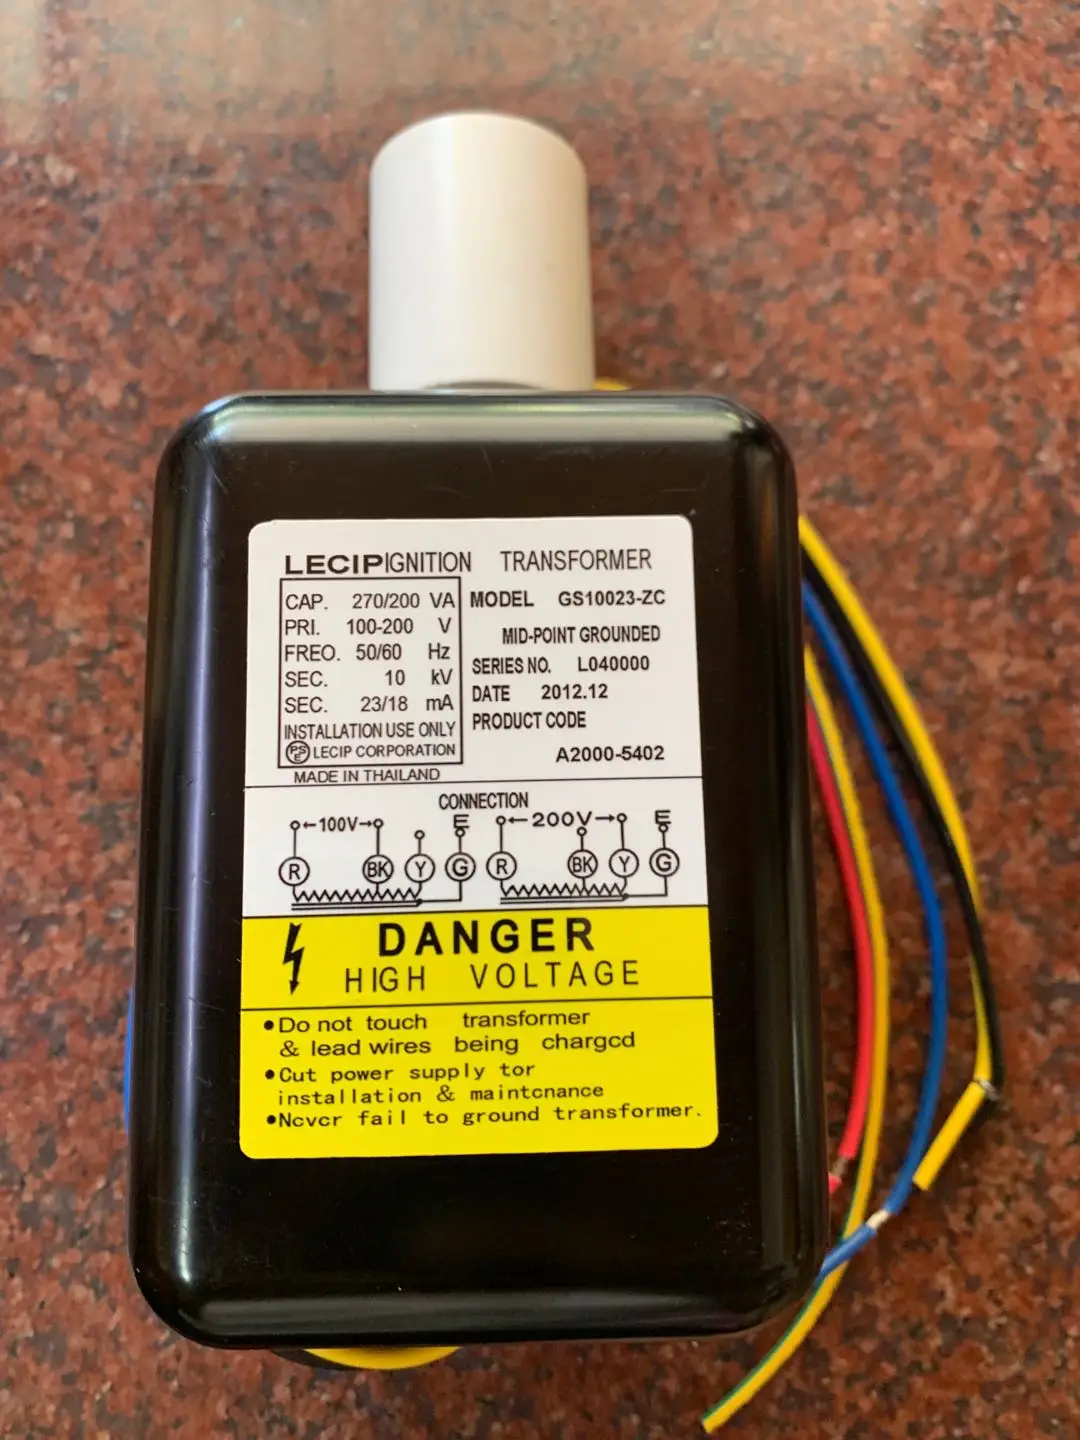 LECIP IGNITION TRANSFORMER
CAP. 270/200 VA
PRI. 100-200 V
FREO. 50/60 Hz
SEC. 10 kV
SEC. 23/18 mA
INSTALLATION USE ONLY
PSE LECIP CORPORATION
MADE IN THAILAND
MODEL GS10023-ZC
MID-POINT GROUNDED
SERIES NO. L040000
DATE 2012.12
PRODUCT CODE
A2000-5402
CONNECTION
←100V→ E ←200V→ E
R BK Y G R BK Y G
DANGER
HIGH VOLTAGE
•Do not touch transformer
& lead wires being chargcd
•Cut power supply tor
installation & maintcnance
•Ncvcr fail to ground transformer.